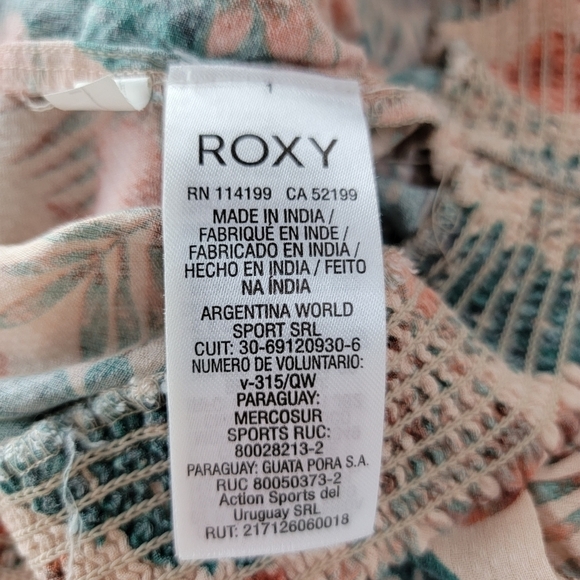 1
ROXY
RN 114199 CA 52199
MADE IN INDIA /
FABRIQUÉ EN INDE /
FABRICADO EN INDIA /
HECHO EN INDIA / FEITO
NA ÍNDIA
ARGENTINA WORLD
SPORT SRL
CUIT: 30-69120930-6
NUMERO DE VOLUNTARIO:
v-315/QW
PARAGUAY:
MERCOSUR
SPORTS RUC:
80028213-2
PARAGUAY: GUATA PORA S.A.
RUC 80050373-2
Action Sports del
Uruguay SRL
RUT: 217126060018